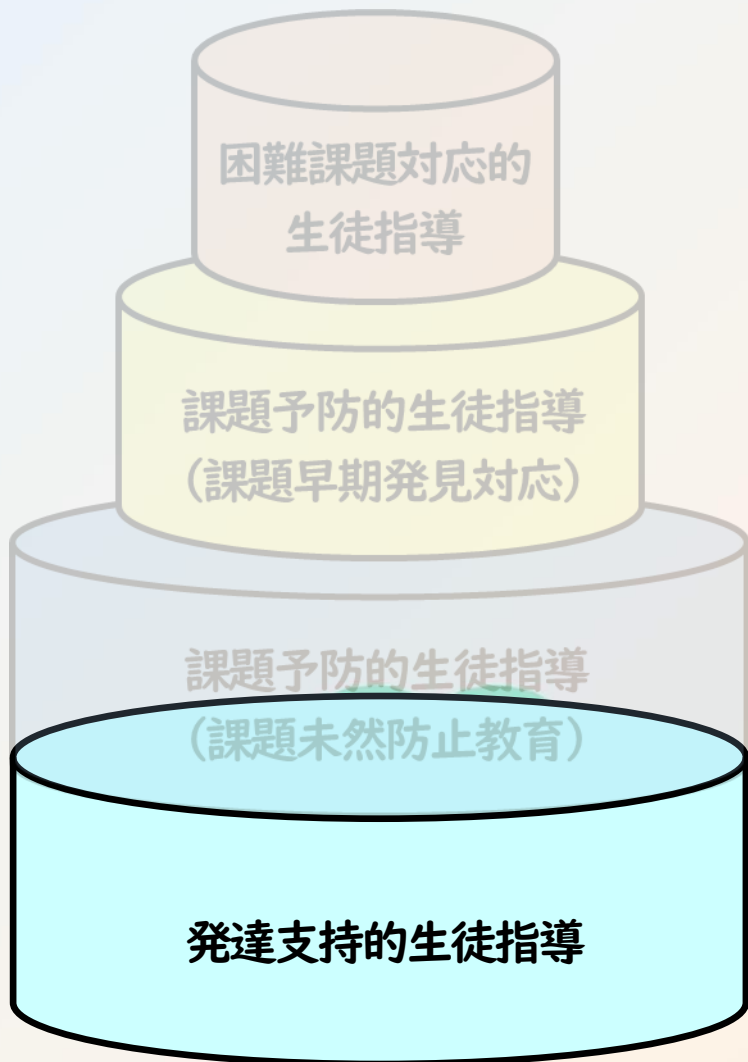 困難課題対応的
生徒指導
課題予防的生徒指導
（課題早期発見対応）
課題予防的生徒指導
（課題未然防止教育）
発達支持的生徒指導